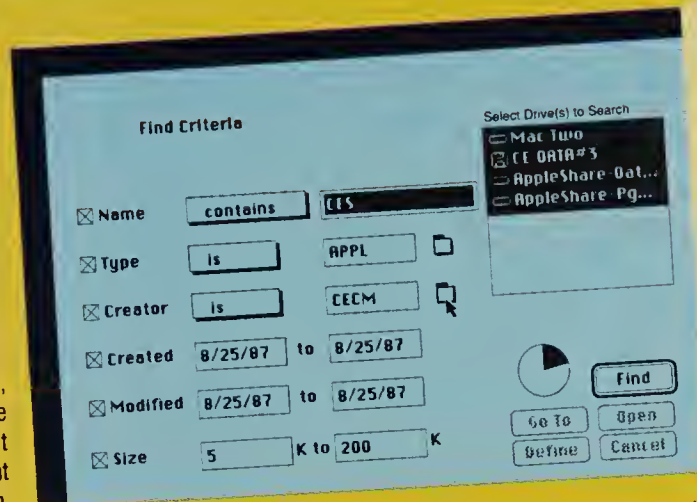 Find Criteria
Select Drive(s) to Search
Mac Two
CE DATA#3
AppleShare-Dat...
AppleShare-Pg...
Name contains CES
Type is APPL
Creator is CECM
Created 8/25/87 to 8/25/87
Modified 8/25/87 to 8/25/87
Size 5 K to 200 K
Find
Go To Open
Define Cancel